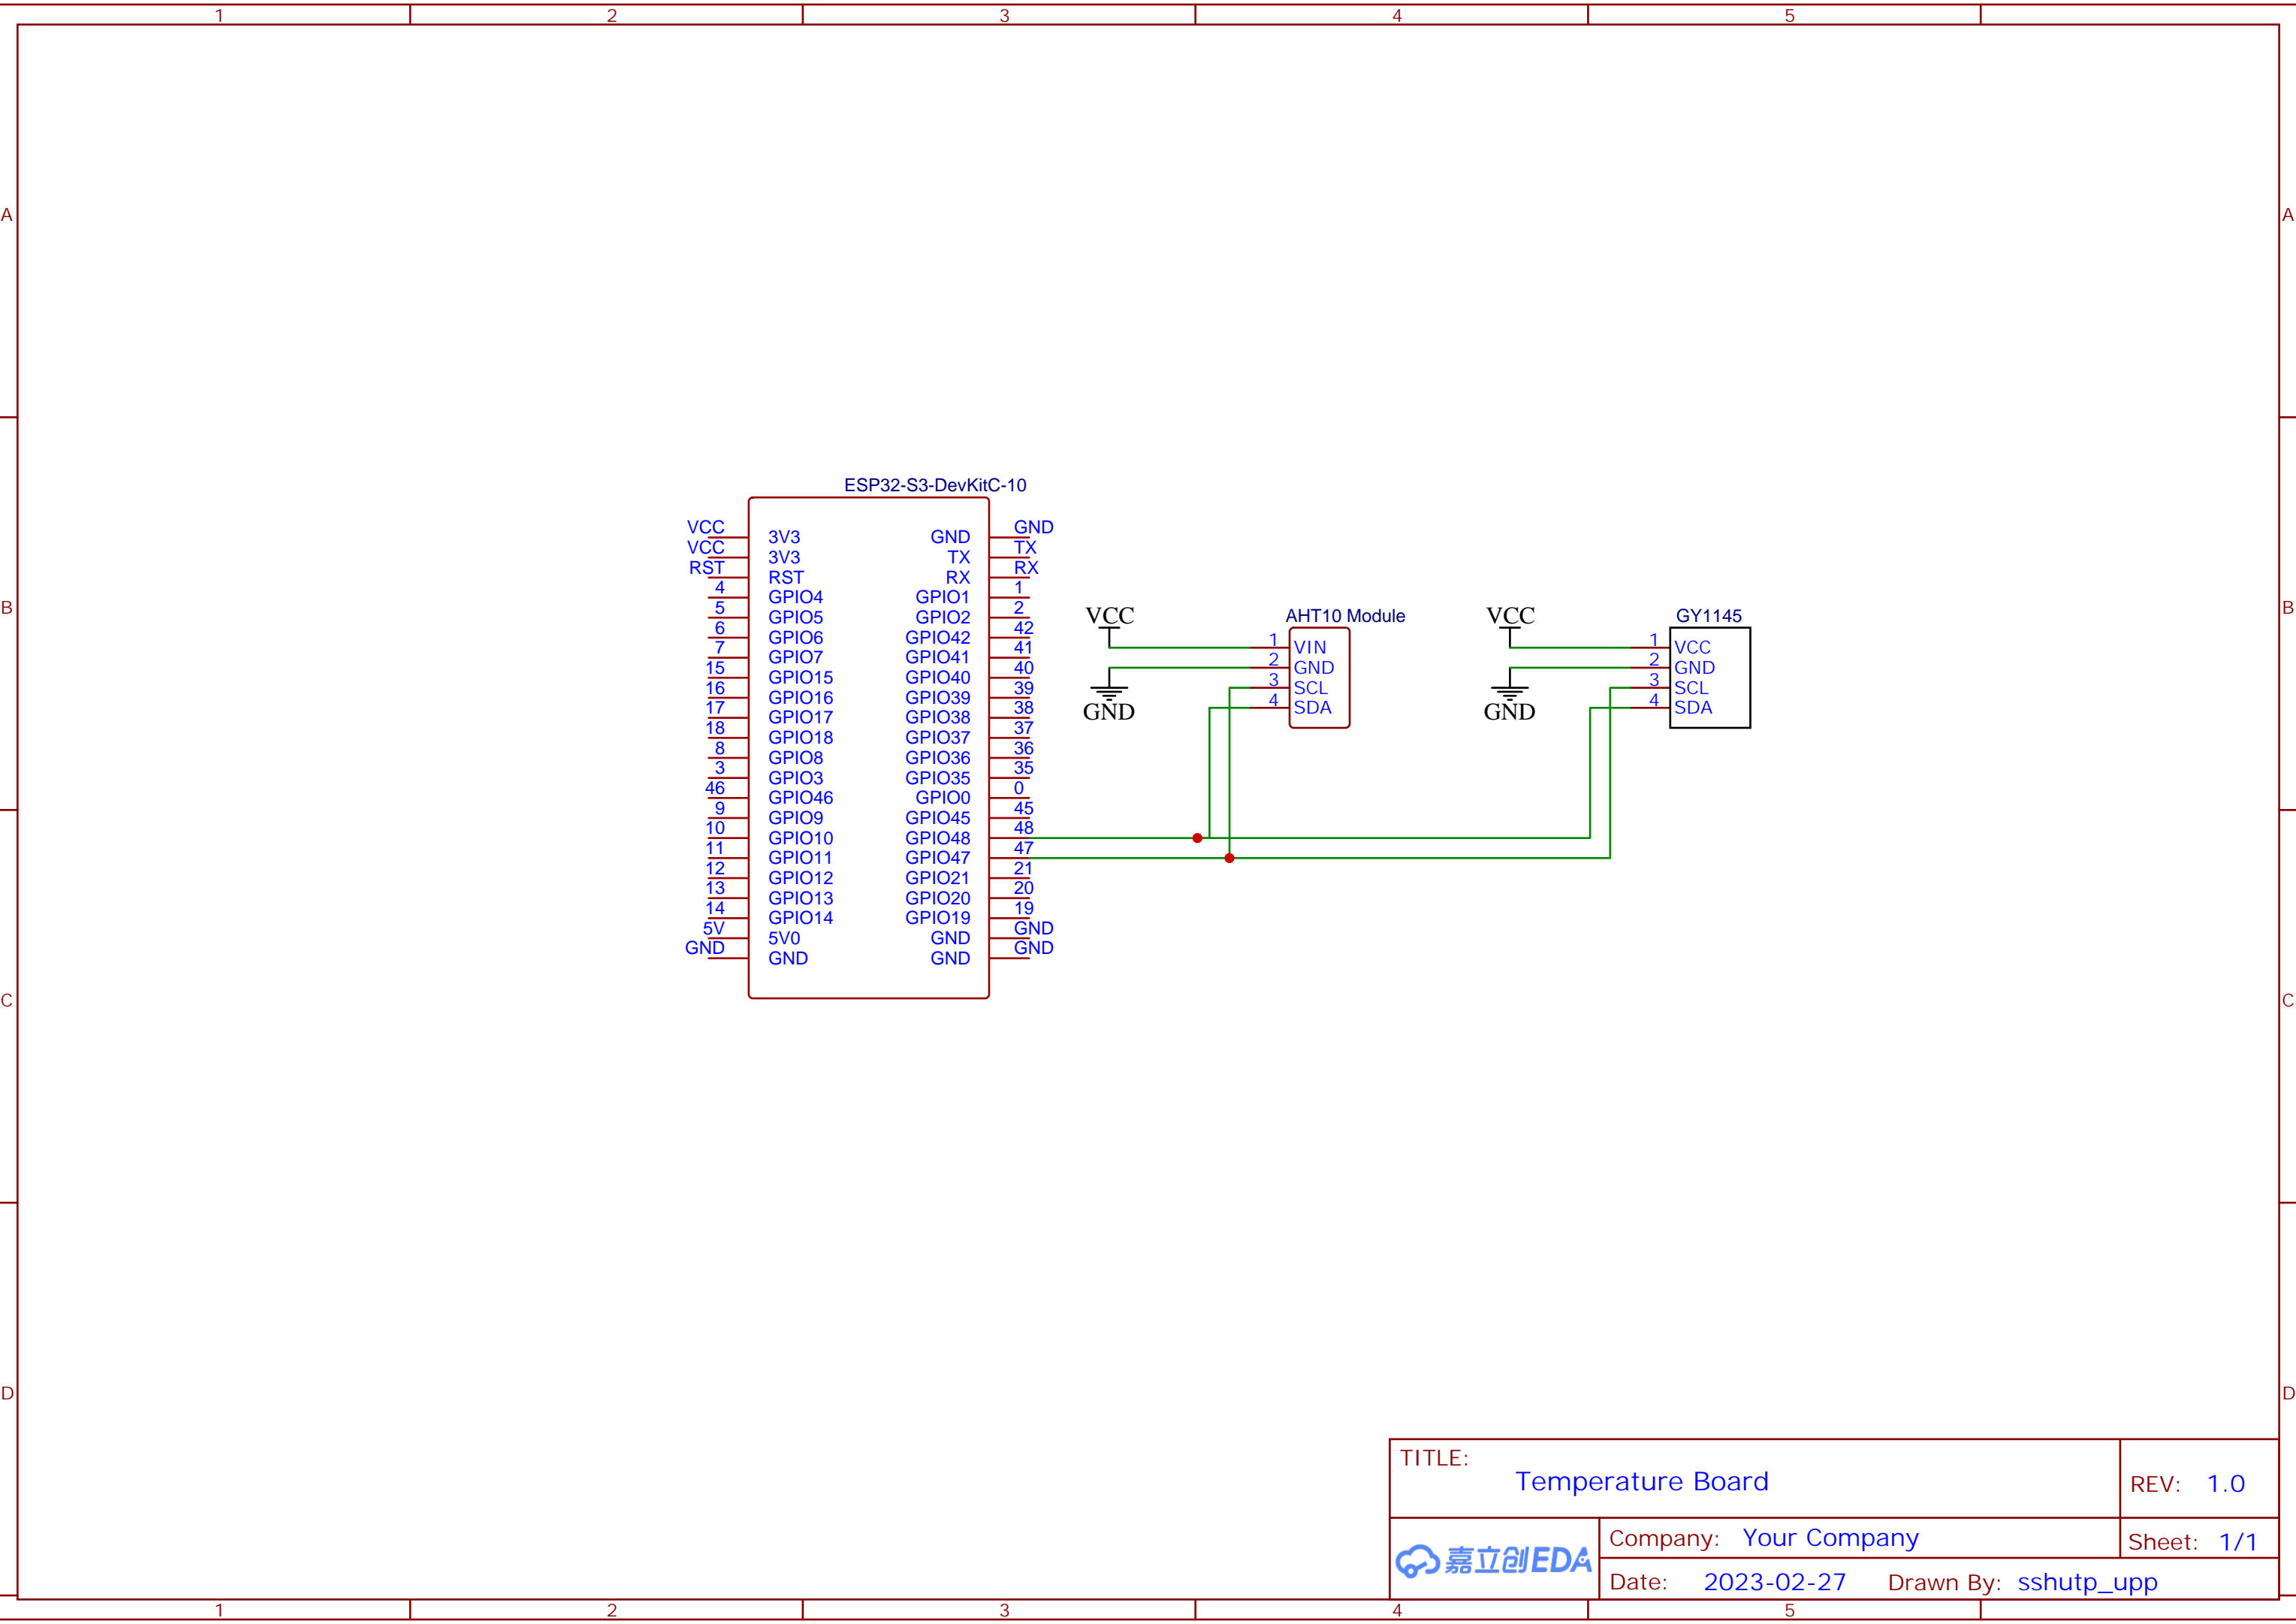 1 2 3 4 5
A A
B B
C C
D D
ESP32-S3-DevKitC-10
VCC 3V3 GND GND
VCC 3V3 TX TX
RST RST RX RX
4 GPIO4 GPIO1 1
5 GPIO5 GPIO2 2
6 GPIO6 GPIO42 42
7 GPIO7 GPIO41 41
15 GPIO15 GPIO40 40
16 GPIO16 GPIO39 39
17 GPIO17 GPIO38 38
18 GPIO18 GPIO37 37
8 GPIO8 GPIO36 36
3 GPIO3 GPIO35 35
46 GPIO46 GPIO0 0
9 GPIO9 GPIO45 45
10 GPIO10 GPIO48 48
11 GPIO11 GPIO47 47
12 GPIO12 GPIO21 21
13 GPIO13 GPIO20 20
14 GPIO14 GPIO19 19
5V 5V0 GND GND
GND GND GND GND
VCC
GND
AHT10 Module
1 VIN
2 GND
3 SCL
4 SDA
VCC
GND
GY1145
1 VCC
2 GND
3 SCL
4 SDA
TITLE:
Temperature Board
REV: 1.0
嘉立创EDA
Company: Your Company
Sheet: 1/1
Date: 2023-02-27 Drawn By: sshutp_upp
1 2 3 4 5